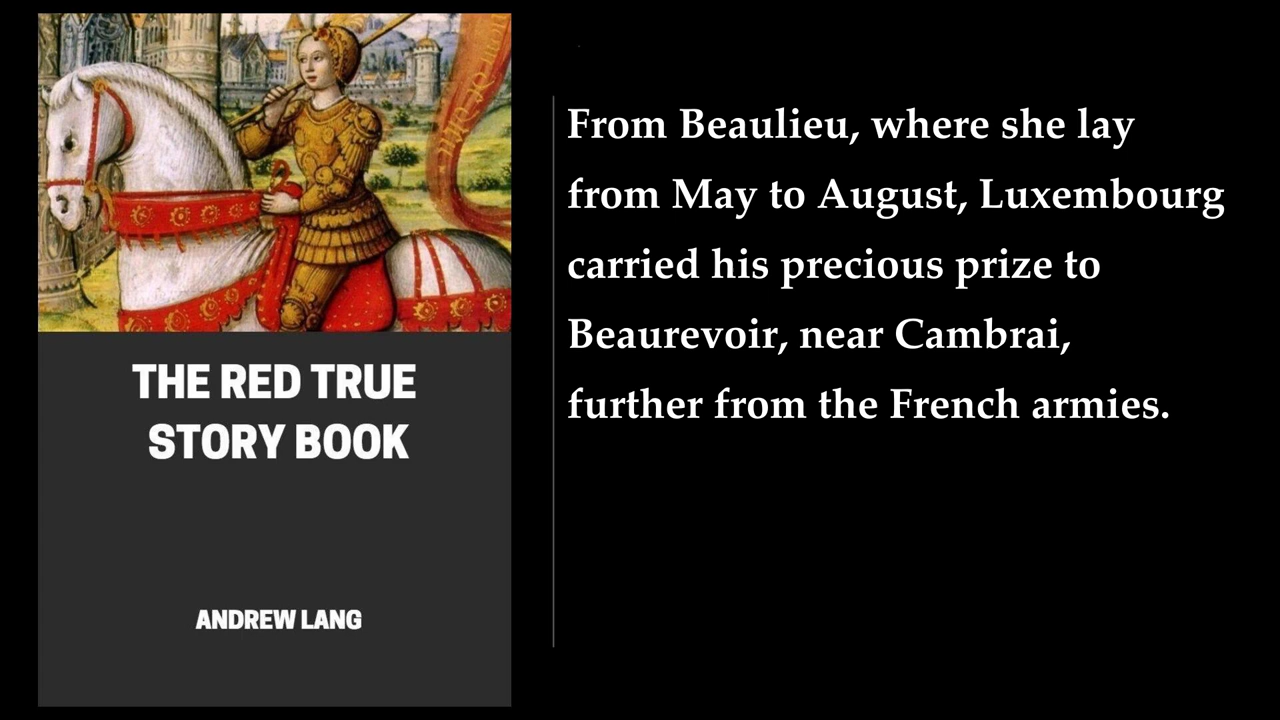 THE RED TRUE
STORY BOOK
ANDREW LANG
From Beaulieu, where she lay
from May to August, Luxembourg
carried his precious prize to
Beaurevoir, near Cambrai,
further from the French armies.